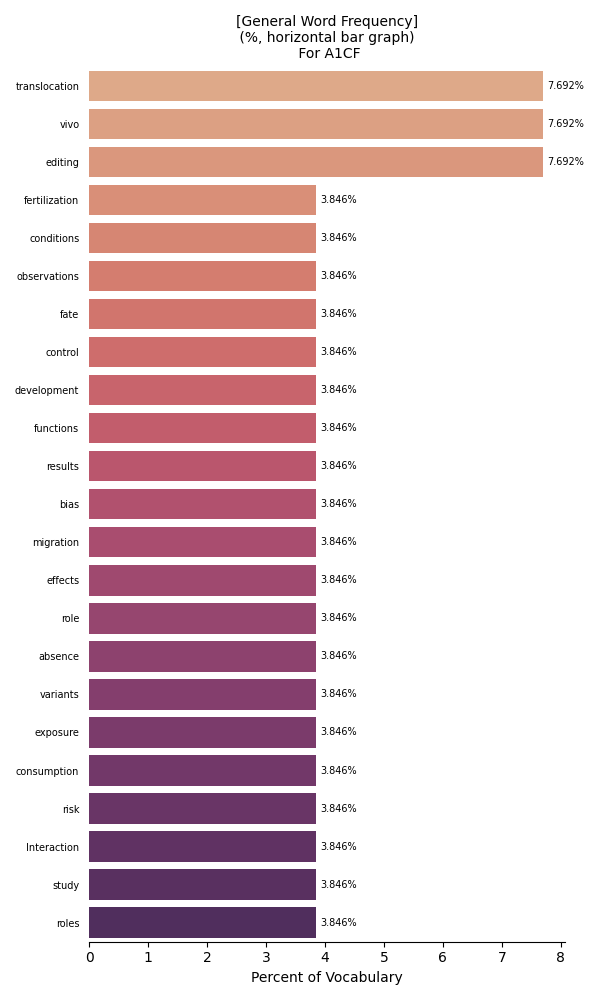 [General Word Frequency]
(%, horizontal bar graph)
For A1CF
translocation 7.692%
vivo 7.692%
editing 7.692%
fertilization 3.846%
conditions 3.846%
observations 3.846%
fate 3.846%
control 3.846%
development 3.846%
functions 3.846%
results 3.846%
bias 3.846%
migration 3.846%
effects 3.846%
role 3.846%
absence 3.846%
variants 3.846%
exposure 3.846%
consumption 3.846%
risk 3.846%
Interaction 3.846%
study 3.846%
roles 3.846%
0 1 2 3 4 5 6 7 8
Percent of Vocabulary